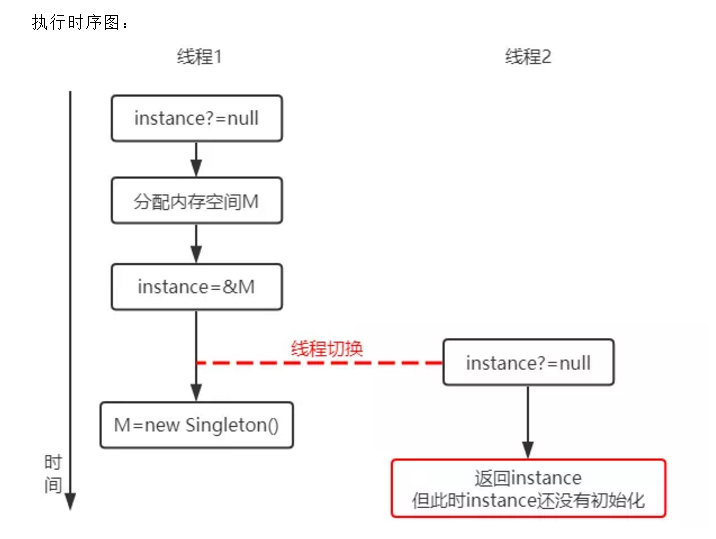 执行时序图：
线程1
线程2
instance?=null
分配内存空间M
instance=&M
线程切换
instance?=null
M=new Singleton()
时
间
返回instance
但此时instance还没有初始化